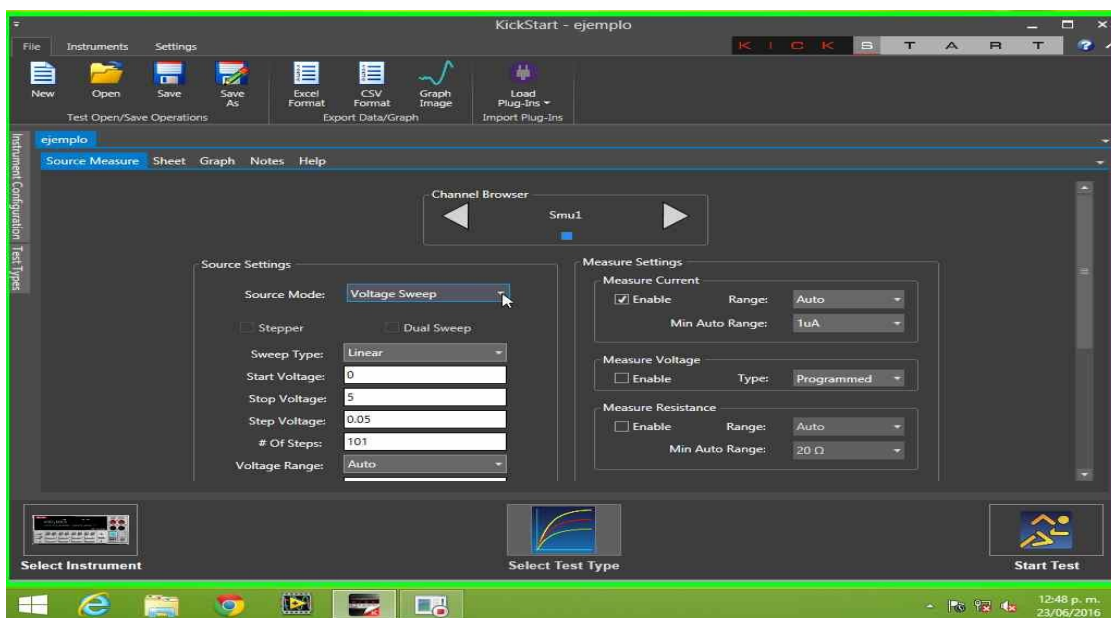 KickStart - ejemplo
File Instruments Settings
KICKSTART
New Open Save Save As Excel Format CSV Format Graph Image Load Plug-Ins
Test Open/Save Operations Export Data/Graph Import Plug-Ins
Instrument Configuration
Test Types
ejemplo
Source Measure Sheet Graph Notes Help
Channel Browser
Smu1
Source Settings
Source Mode: Voltage Sweep
Stepper Dual Sweep
Sweep Type: Linear
Start Voltage: 0
Stop Voltage: 5
Step Voltage: 0.05
# Of Steps: 101
Voltage Range: Auto
Measure Settings
Measure Current
Enable Range: Auto
Min Auto Range: 1uA
Measure Voltage
Enable Type: Programmed
Measure Resistance
Enable Range: Auto
Min Auto Range: 20 Ω
Select Instrument
Select Test Type
Start Test
12:48 p. m.
23/06/2016